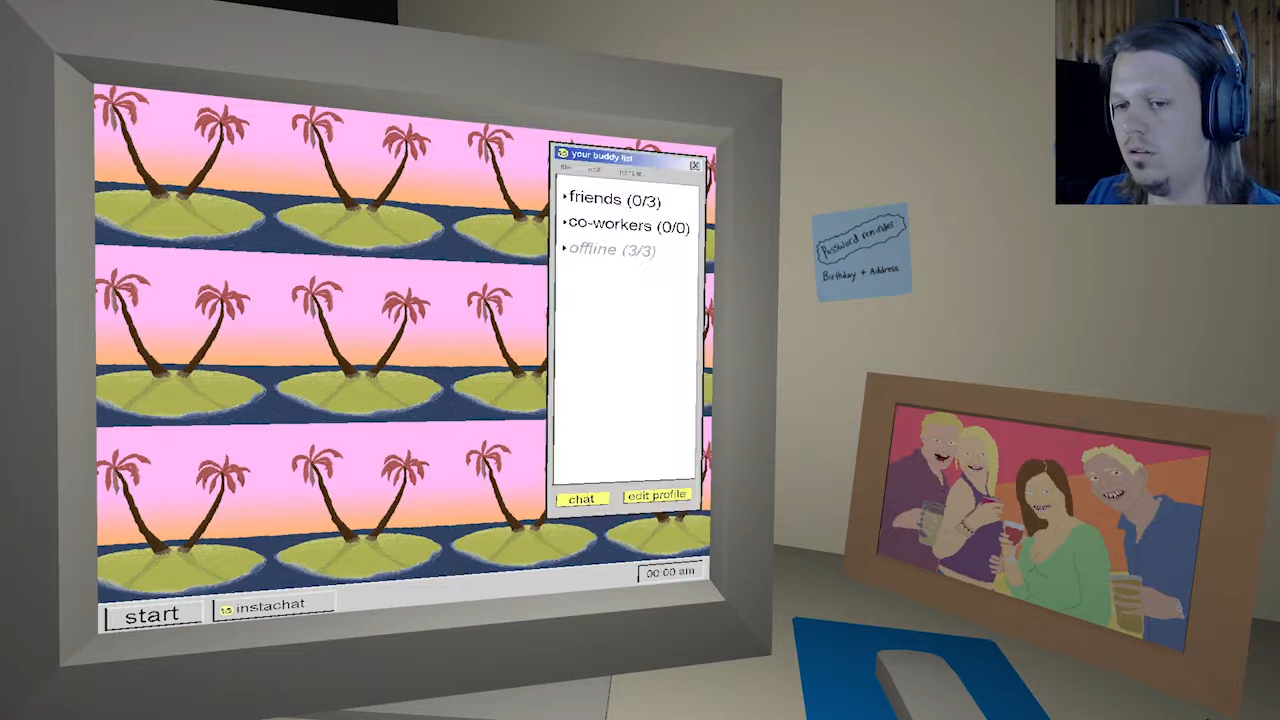 your buddy list
friends (0/3)
co-workers (0/0)
offline (3/3)
chat
edit profile
00:00 am
start
instachat
Password reminder
Birthday + Address